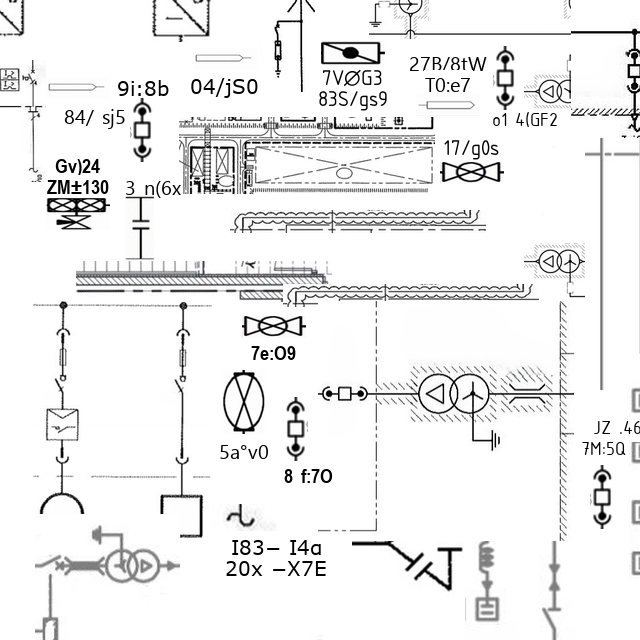 27B/8tW
T0:e7
7VØG3
83S/gs9
9i:8b
04/jS0
84/ sj5
o1 4(GF2
17/g0s
Gv)24
ZM±130
3 n(6x
7e:O9
5a°v0
8 f:7O
JZ .46
7M:5Q
I83− I4a
20x −X7E